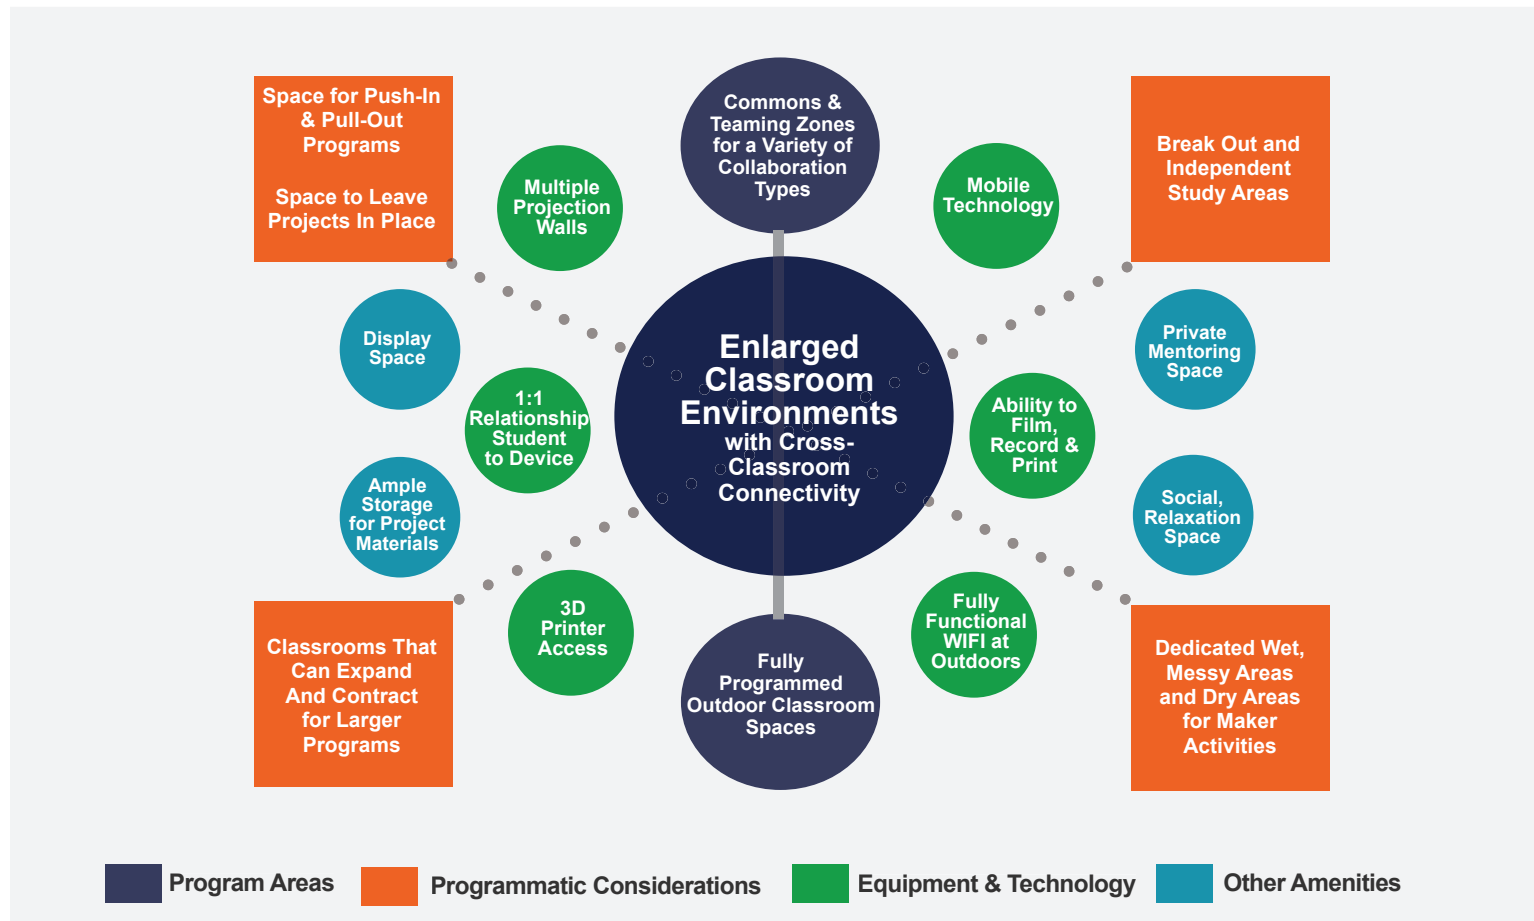 Space for Push-In
& Pull-Out
Programs
Space to Leave
Projects In Place
Multiple
Projection
Walls
Commons &
Teaming Zones
for a Variety of
Collaboration
Types
Mobile
Technology
Break Out and
Independent
Study Areas
Display
Space
1:1
Relationship
Student
to Device
Ample
Storage
for Project
Materials
Enlarged
Classroom
Environments
with Cross-
Classroom
Connectivity
Ability to
Film,
Record &
Print
Private
Mentoring
Space
Social,
Relaxation
Space
Classrooms That
Can Expand
And Contract
for Larger
Programs
3D
Printer
Access
Fully
Programmed
Outdoor Classroom
Spaces
Fully
Functional
WIFI at
Outdoors
Dedicated Wet,
Messy Areas
and Dry Areas
for Maker
Activities
Program Areas
Programmatic Considerations
Equipment & Technology
Other Amenities